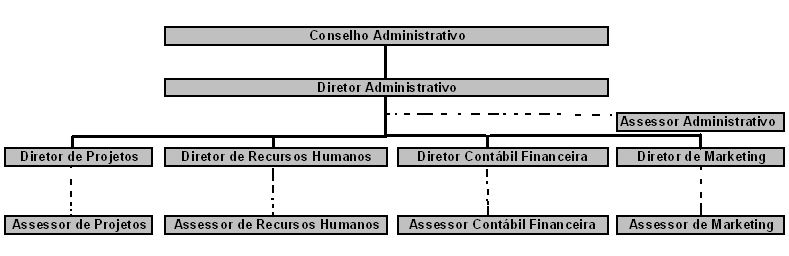 Conselho Administrativo
Diretor Administrativo
Assessor Administrativo
Diretor de Projetos
Diretor de Recursos Humanos
Diretor Contábil Financeira
Diretor de Marketing
Assessor de Projetos
Assessor de Recursos Humanos
Assessor Contábil Financeira
Assessor de Marketing